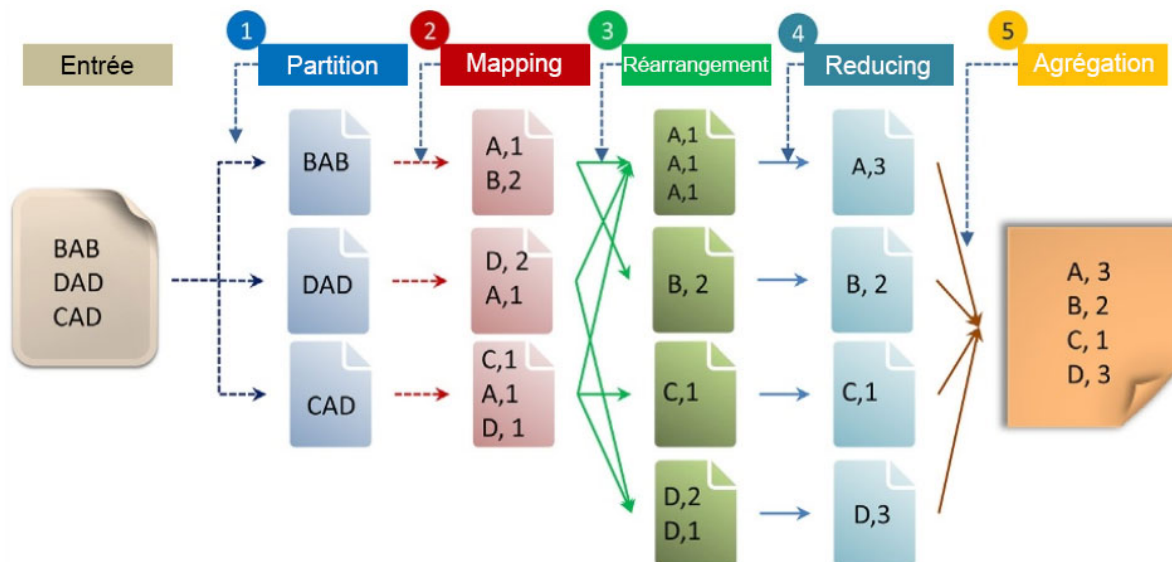 1
2
3
4
5
Entrée
Partition
Mapping
Réarrangement
Reducing
Agrégation
BAB
DAD
CAD
BAB
DAD
CAD
A,1
B,2
D, 2
A,1
C,1
A,1
D, 1
A,1
A,1
A,1
B, 2
C,1
D,2
D,1
A,3
B, 2
C,1
D,3
A, 3
B, 2
C, 1
D, 3